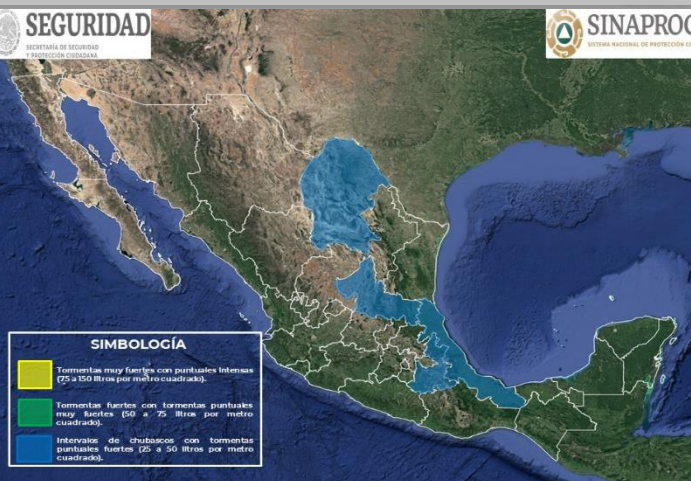 SEGURIDAD
SECRETARÍA DE SEGURIDAD
Y PROTECCIÓN CIUDADANA
SINAPROC
SISTEMA NACIONAL DE PROTECCIÓN CI
SIMBOLOGÍA
Tormentas muy fuertes con puntuales Intensas
(75 a 150 litros por metro cuadrado).
Tormentas fuertes con tormentas puntuales
muy fuertes (50 a 75 litros por metro
cuadrado).
Intervalos de chubascos con tormentas
puntuales fuertes (25 a 50 litros por metro
cuadrado).